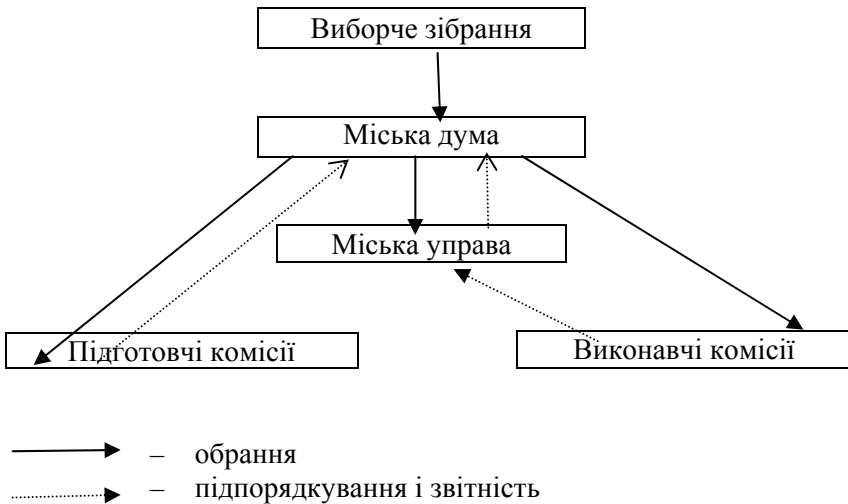 Виборче зібрання
Міська дума
Міська управа
Підготовчі комісії
Виконавчі комісії
– обрання
– підпорядкування і звітність